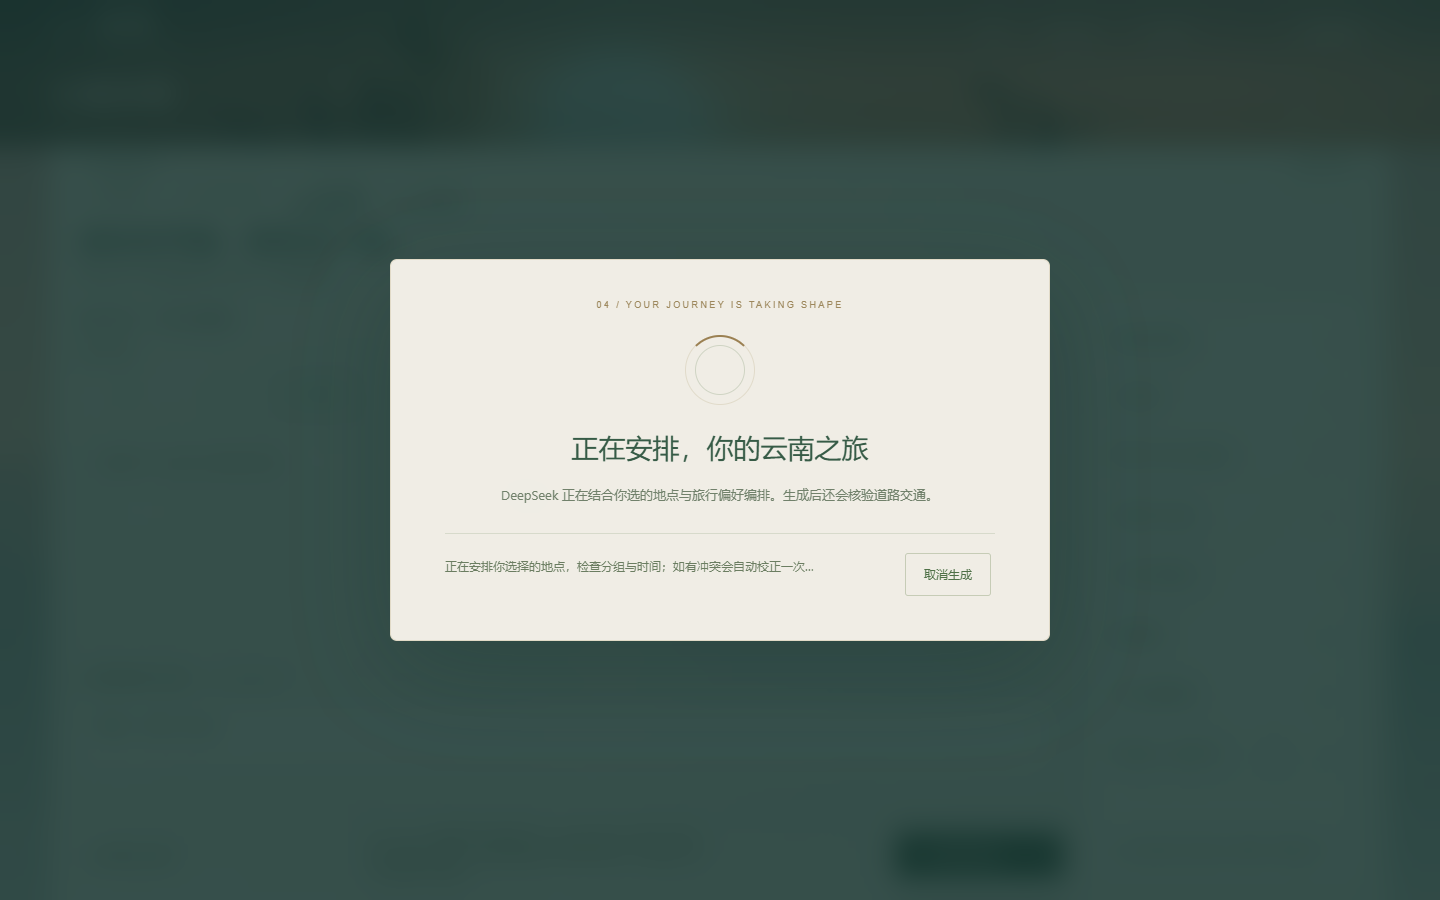 04 / YOUR JOURNEY IS TAKING SHAPE
正在安排，你的云南之旅
DeepSeek 正在结合你选的地点与旅行偏好编排。生成后还会核验道路交通。
正在安排你选择的地点，检查分组与时间；如有冲突会自动校正一次...
取消生成